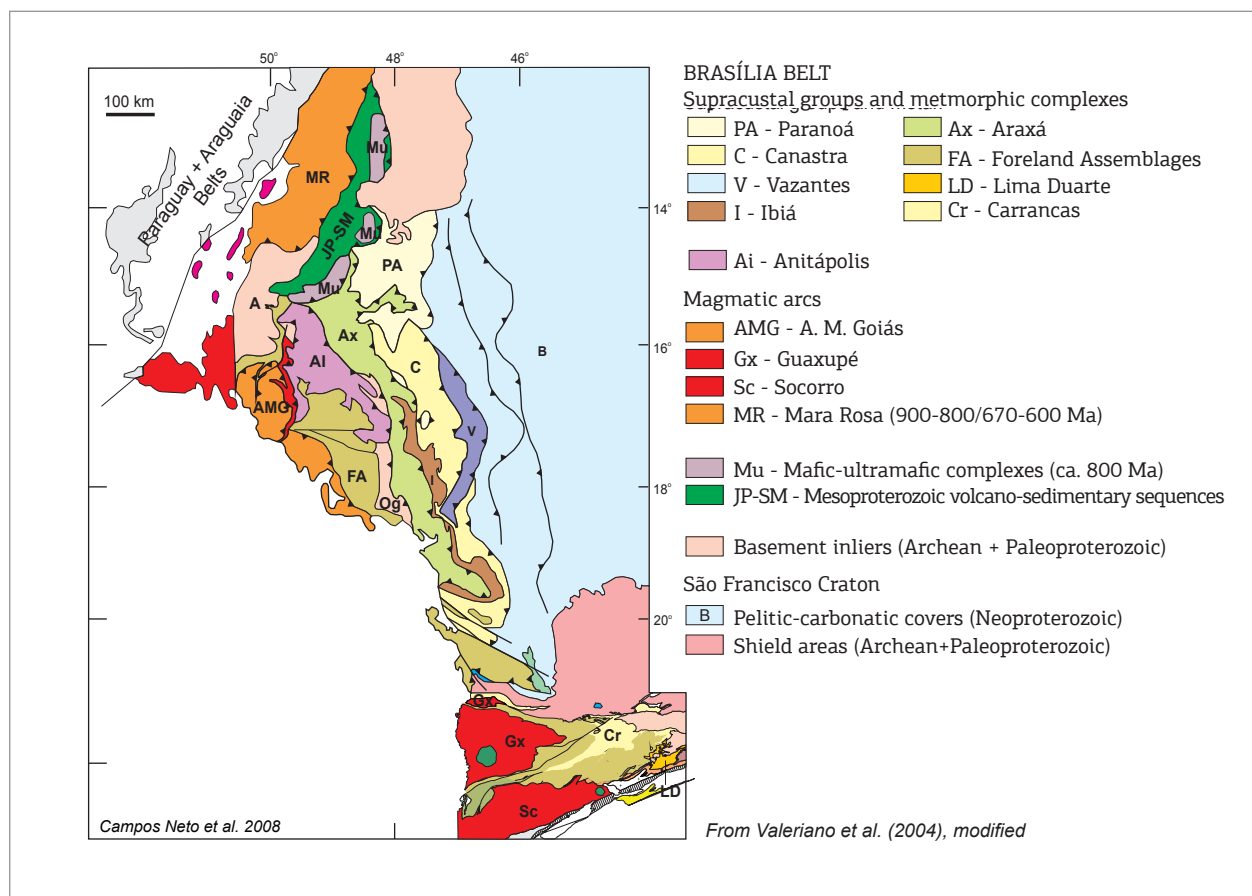 50°
48°
46°
100 km
Paraguay + Araguaia
Belts
MR
Mu
14°
JP-SM
Mu
PA
Mu
A
Ax
16°
B
AI
C
AMG
V
FA
I
18°
Og
20°
Gx
Gx
Cr
LD
Sc
Campos Neto et al. 2008
From Valeriano et al. (2004), modified
BRASÍLIA BELT
Supracustal groups and metmorphic complexes
PA - Paranoá
C - Canastra
V - Vazantes
I - Ibiá
Ai - Anitápolis
Ax - Araxá
FA - Foreland Assemblages
LD - Lima Duarte
Cr - Carrancas
Magmatic arcs
AMG - A. M. Goiás
Gx - Guaxupé
Sc - Socorro
MR - Mara Rosa (900-800/670-600 Ma)
Mu - Mafic-ultramafic complexes (ca. 800 Ma)
JP-SM - Mesoproterozoic volcano-sedimentary sequences
Basement inliers (Archean + Paleoproterozoic)
São Francisco Craton
B Pelitic-carbonatic covers (Neoproterozoic)
Shield areas (Archean+Paleoproterozoic)